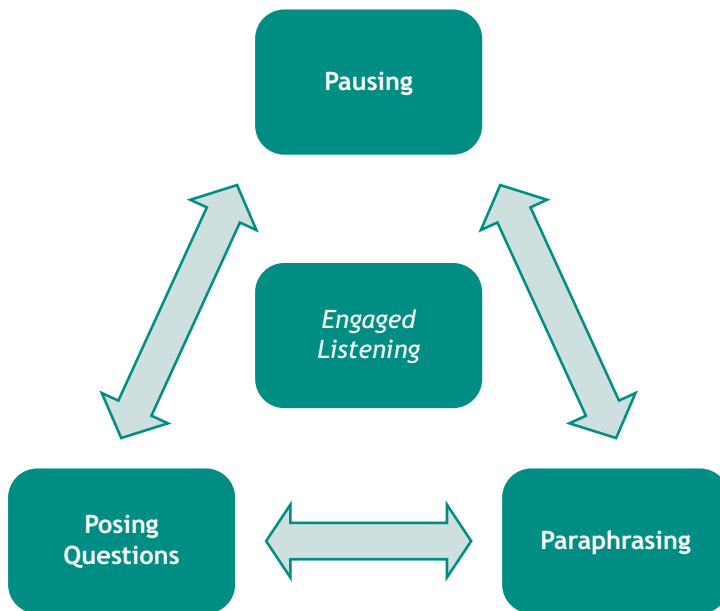 Pausing
Engaged
Listening
Posing
Questions
Paraphrasing